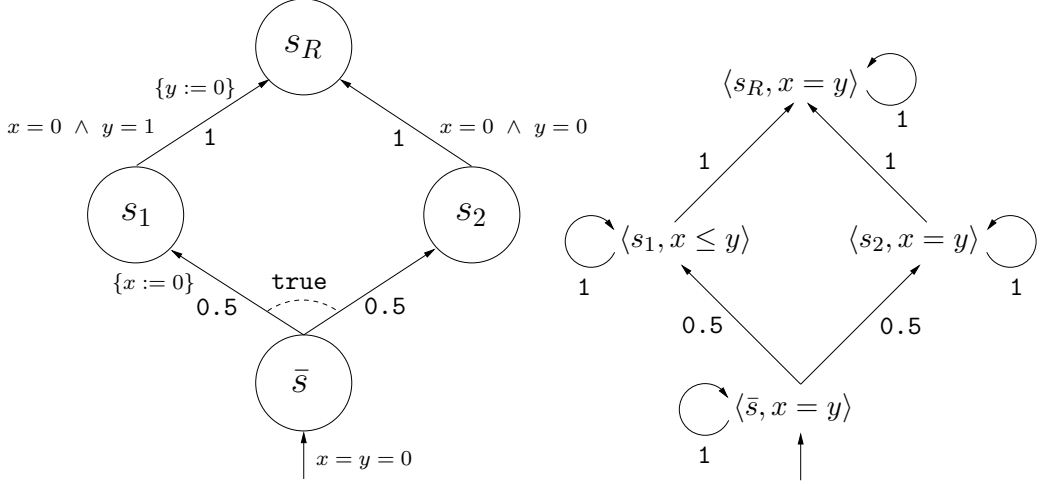 s_R
{y := 0}
x = 0 ∧ y = 1
1
1
x = 0 ∧ y = 0
s_1
s_2
{x := 0}
true
0.5
0.5
s̄
x = y = 0
⟨s_R, x = y⟩
1
1
1
⟨s_1, x ≤ y⟩
⟨s_2, x = y⟩
1
1
0.5
0.5
⟨s̄, x = y⟩
1